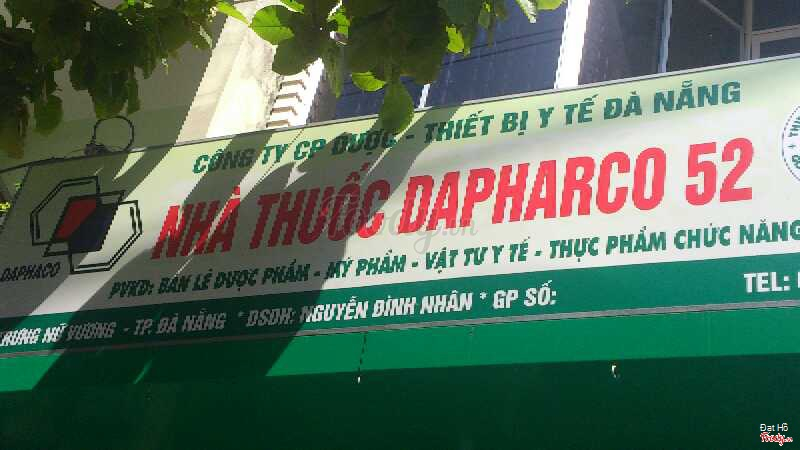 CÔNG TY CP DƯỢC - THIẾT BỊ Y TẾ ĐÀ NẴNG
NHÀ THUỐC DAPHARCO 52
DAPHACO
PVKD: BÁN LẺ DƯỢC PHẨM - MỸ PHẨM - VẬT TƯ Y TẾ - THỰC PHẨM CHỨC NĂNG
TRƯNG NỮ VƯƠNG - TP. ĐÀ NẴNG * DSDH: NGUYỄN ĐÌNH NHÂN * GP SỐ:
TEL:
Đạt Hồ
Foody.vn